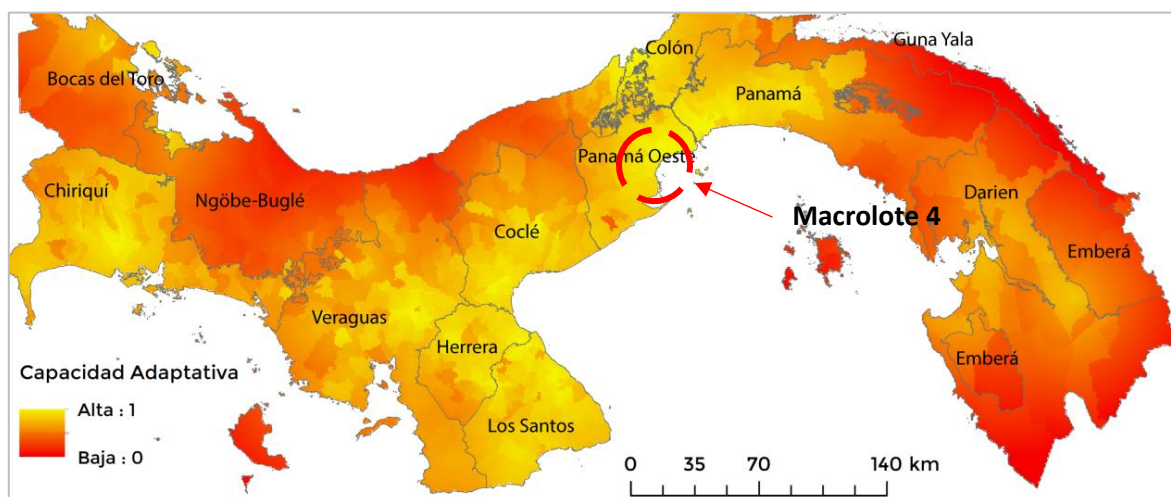 Bocas del Toro
Colón
Guna Yala
Panamá
Panamá Oeste
Chiriquí
Ngöbe-Buglé
Coclé
Macrolote 4
Darien
Emberá
Veraguas
Herrera
Emberá
Los Santos
Capacidad Adaptativa
Alta : 1
Baja : 0
0 35 70 140 km